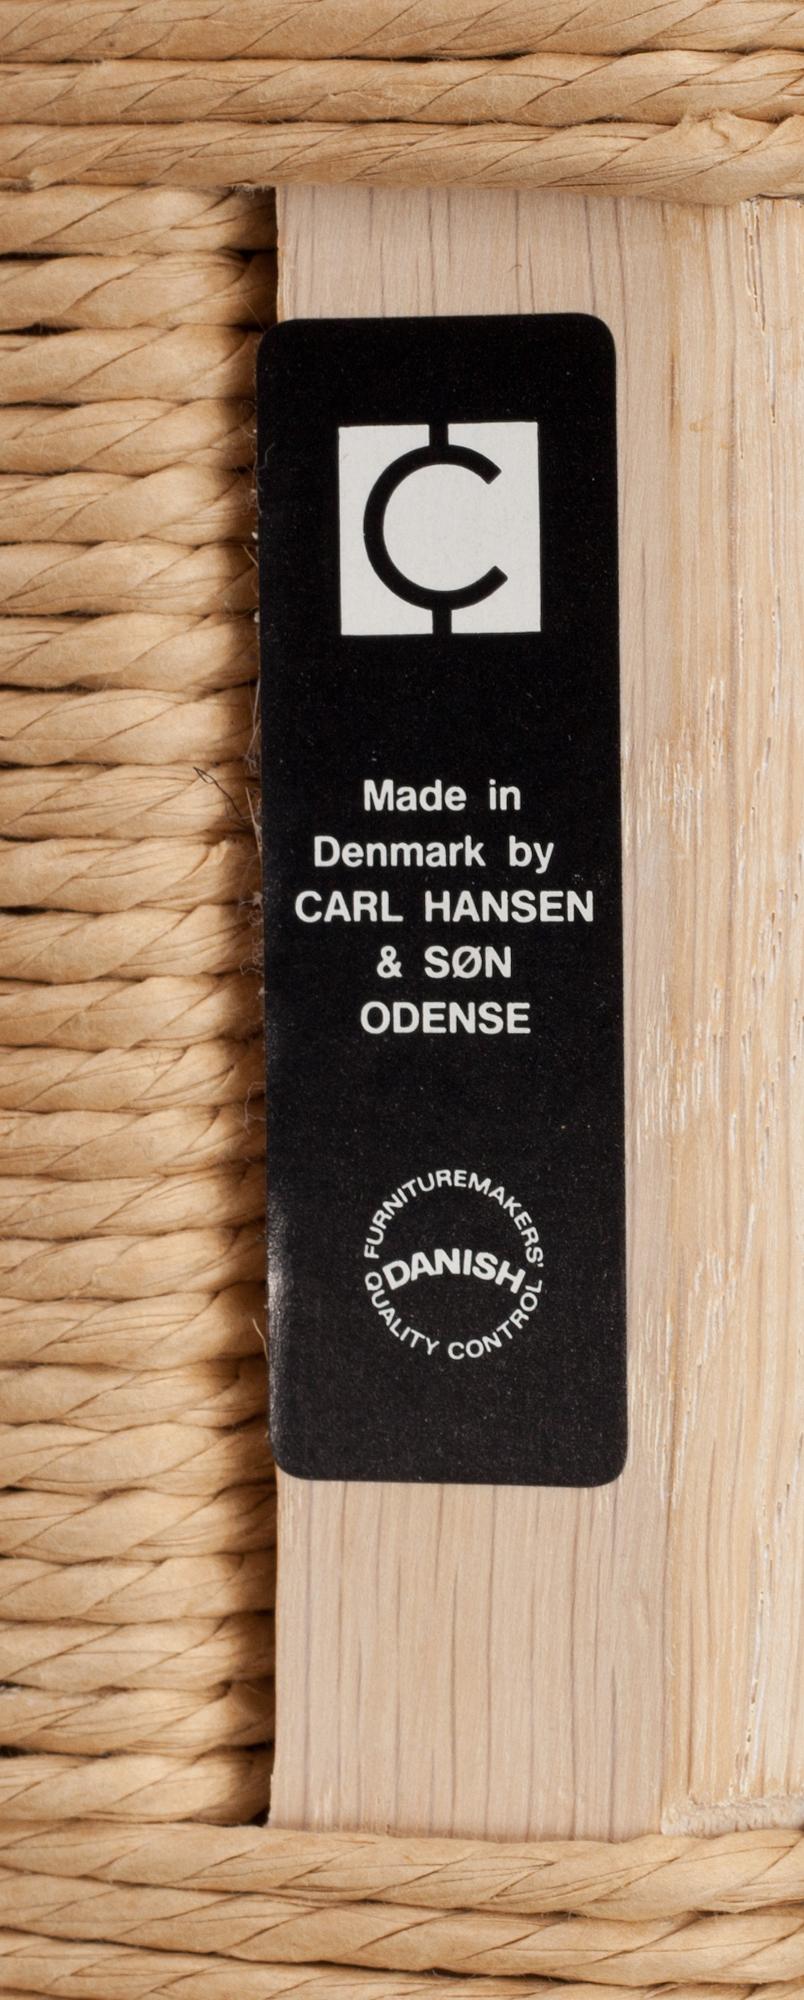 C
Made in
Denmark by
CARL HANSEN
& SØN
ODENSE
FURNITUREMAKERS'
DANISH
QUALITY CONTROL